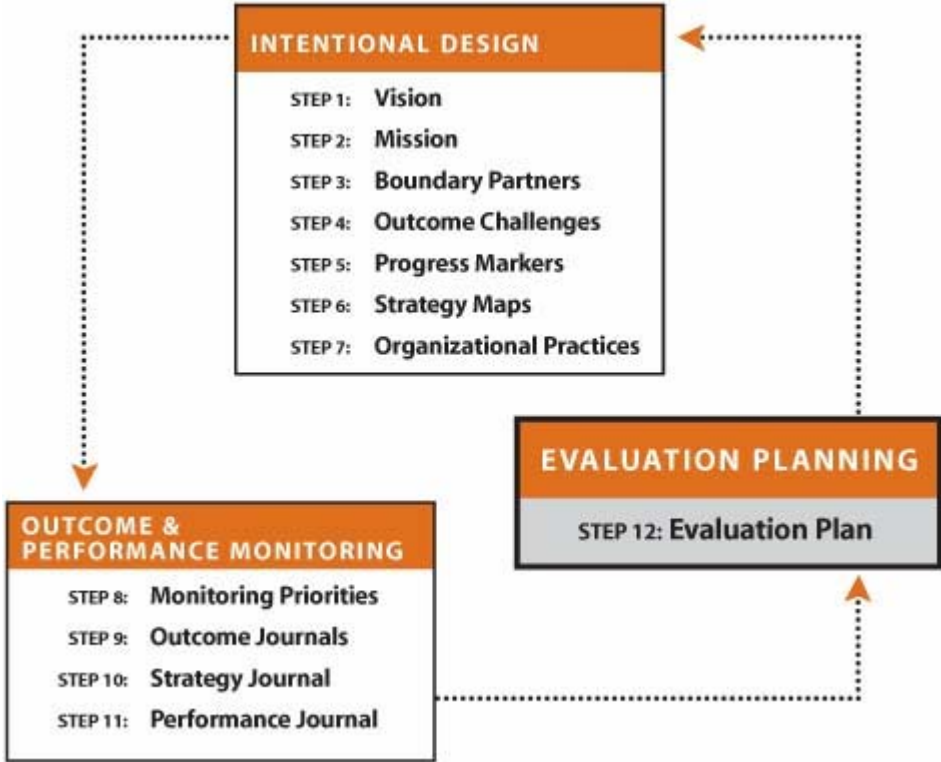 INTENTIONAL DESIGN
STEP 1: Vision
STEP 2: Mission
STEP 3: Boundary Partners
STEP 4: Outcome Challenges
STEP 5: Progress Markers
STEP 6: Strategy Maps
STEP 7: Organizational Practices
OUTCOME &
PERFORMANCE MONITORING
STEP 8: Monitoring Priorities
STEP 9: Outcome Journals
STEP 10: Strategy Journal
STEP 11: Performance Journal
EVALUATION PLANNING
STEP 12: Evaluation Plan